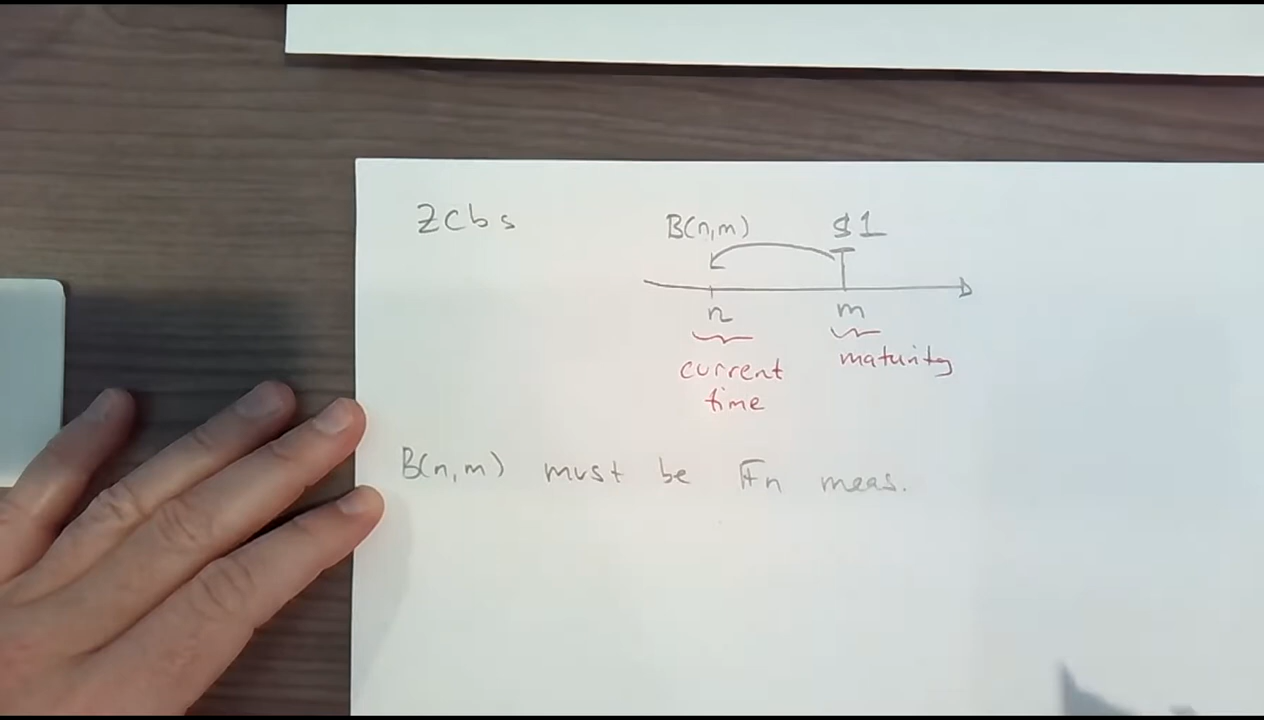 Zcbs
B(n,m) $1
n m
current maturity
time
B(n,m) must be Fn meas.